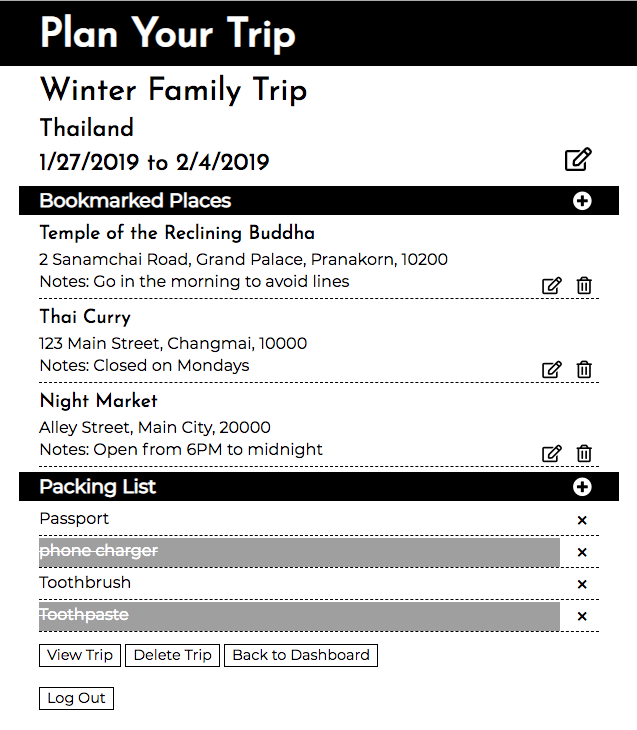 Plan Your Trip
Winter Family Trip
Thailand
1/27/2019 to 2/4/2019
Bookmarked Places
Temple of the Reclining Buddha
2 Sanamchai Road, Grand Palace, Pranakorn, 10200
Notes: Go in the morning to avoid lines
Thai Curry
123 Main Street, Changmai, 10000
Notes: Closed on Mondays
Night Market
Alley Street, Main City, 20000
Notes: Open from 6PM to midnight
Packing List
Passport
phone charger
Toothbrush
Toothpaste
View Trip Delete Trip Back to Dashboard
Log Out